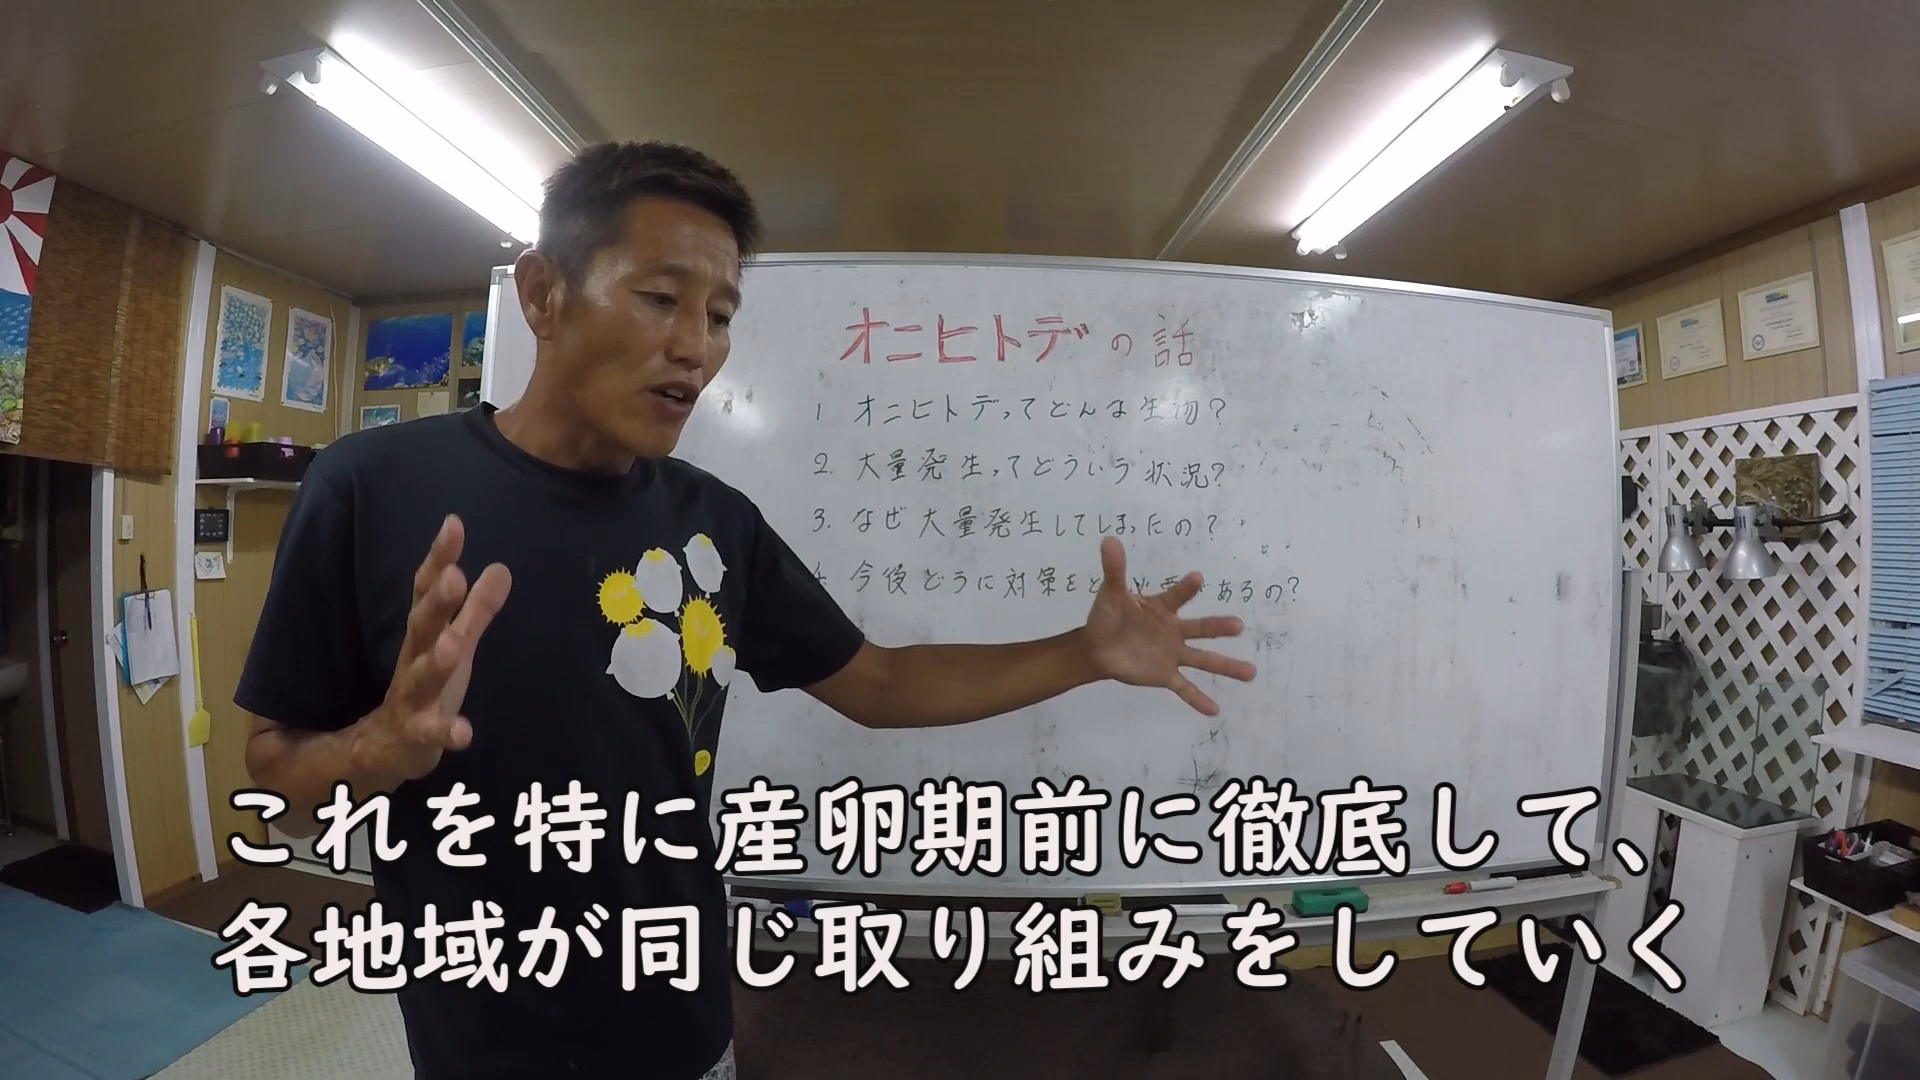 オニヒトデの話
1 オニヒトデってどんな生物?
2. 大量発生ってどういう状況?
3. なぜ大量発生してしまったの?
今後どうに対策をと があるの?
これを特に産卵期前に徹底して、
各地域が同じ取り組みをしていく